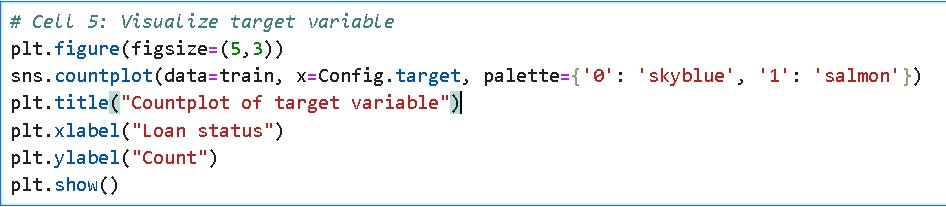 # Cell 5: Visualize target variable
plt.figure(figsize=(5,3))
sns.countplot(data=train, x=Config.target, palette={'0': 'skyblue', '1': 'salmon'})
plt.title("Countplot of target variable")
plt.xlabel("Loan status")
plt.ylabel("Count")
plt.show()